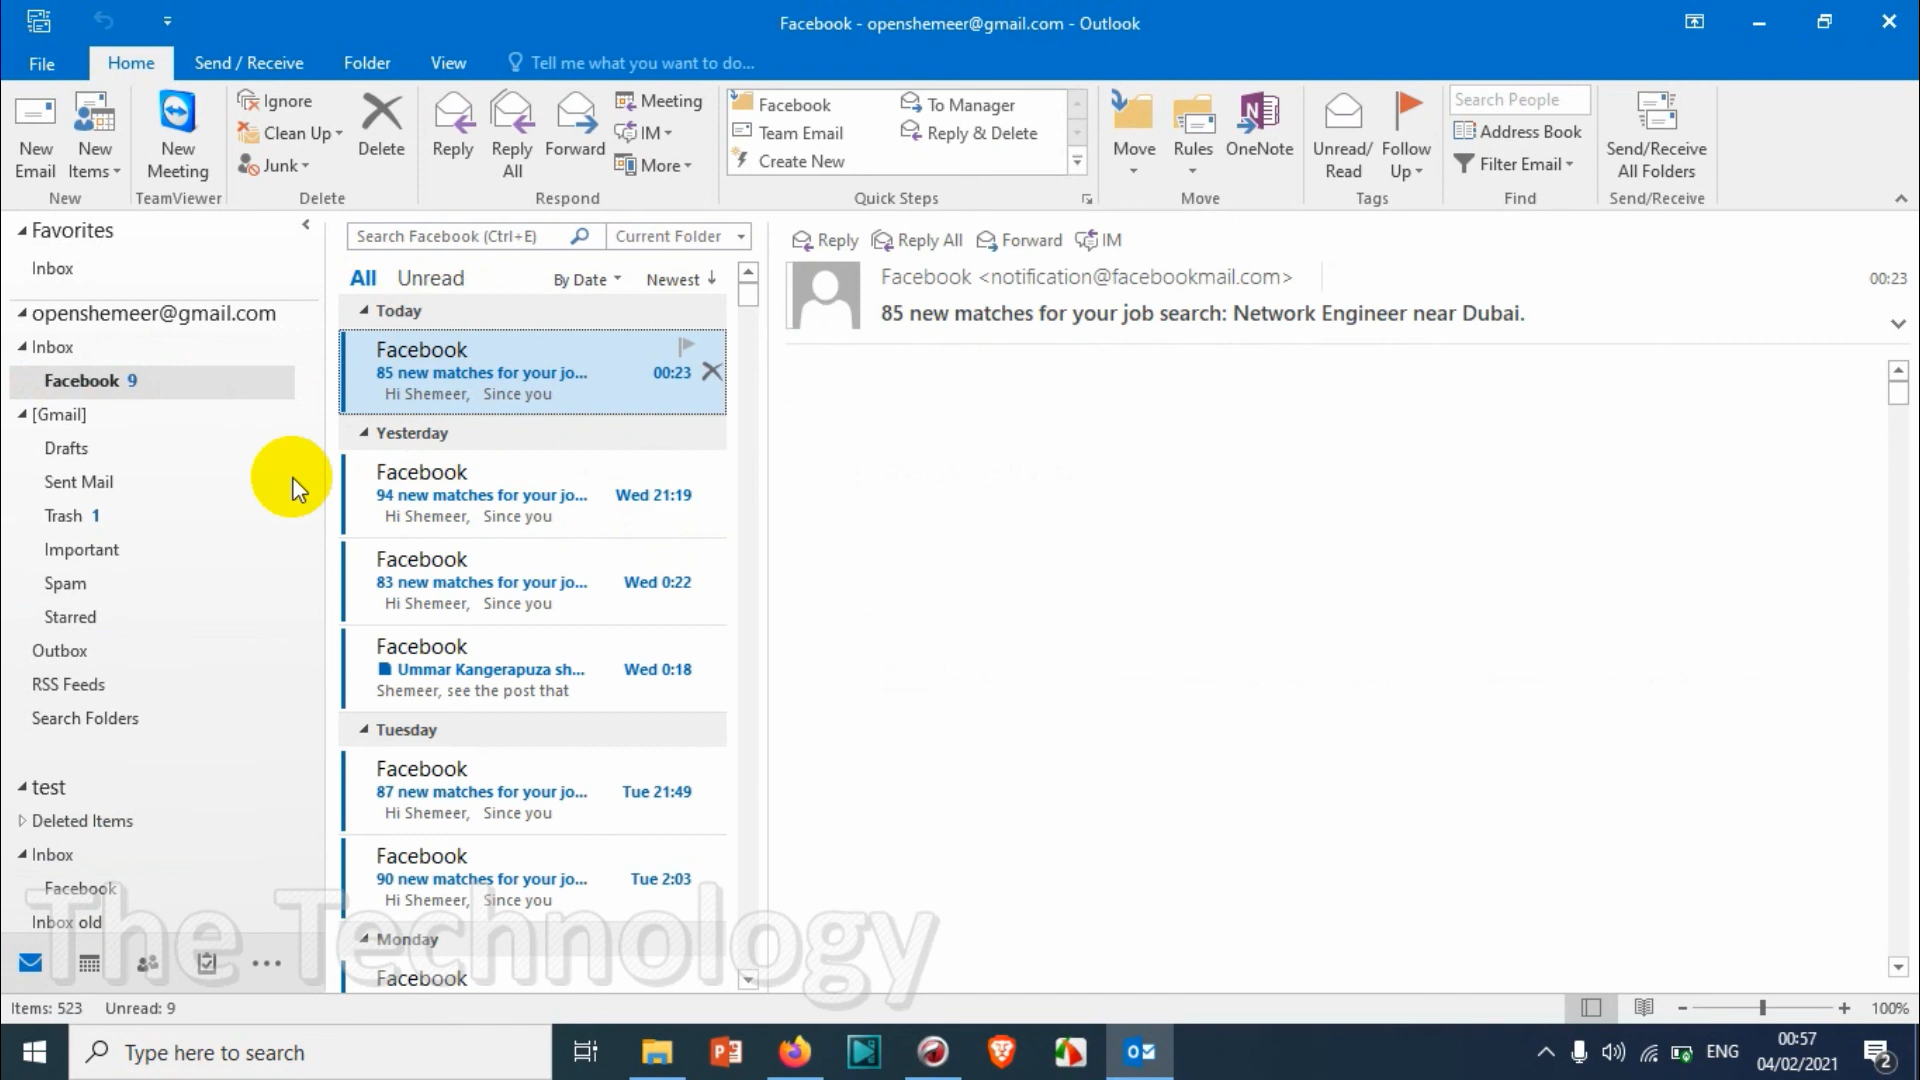 Facebook - openshemeer@gmail.com - Outlook
File
Home
Send / Receive
Folder
View
Tell me what you want to do...
New
Email
New
Items
New
New
Meeting
TeamViewer
Ignore
Clean Up
Junk
Delete
Delete
Reply
Reply
All
Forward
Meeting
IM
More
Respond
Facebook
Team Email
Create New
To Manager
Reply & Delete
Quick Steps
Move
Rules
OneNote
Move
Unread/
Read
Follow
Up
Tags
Search People
Address Book
Filter Email
Find
Send/Receive
All Folders
Send/Receive
Favorites
Inbox
openshemeer@gmail.com
Inbox
Facebook 9
[Gmail]
Drafts
Sent Mail
Trash 1
Important
Spam
Starred
Outbox
RSS Feeds
Search Folders
test
Deleted Items
Inbox
Facebook
Inbox old
Search Facebook (Ctrl+E)
Current Folder
All
Unread
By Date
Newest
Today
Facebook
85 new matches for your jo... 00:23
Hi Shemeer, Since you
Yesterday
Facebook
94 new matches for your jo... Wed 21:19
Hi Shemeer, Since you
Facebook
83 new matches for your jo... Wed 0:22
Hi Shemeer, Since you
Facebook
Ummar Kangerapuza sh... Wed 0:18
Shemeer, see the post that
Tuesday
Facebook
87 new matches for your jo... Tue 21:49
Hi Shemeer, Since you
Facebook
90 new matches for your jo... Tue 2:03
Hi Shemeer, Since you
Monday
Facebook
Reply
Reply All
Forward
IM
Facebook <notification@facebookmail.com>
00:23
85 new matches for your job search: Network Engineer near Dubai.
The Technology
Items: 523
Unread: 9
100%
Type here to search
ENG
00:57
04/02/2021
2